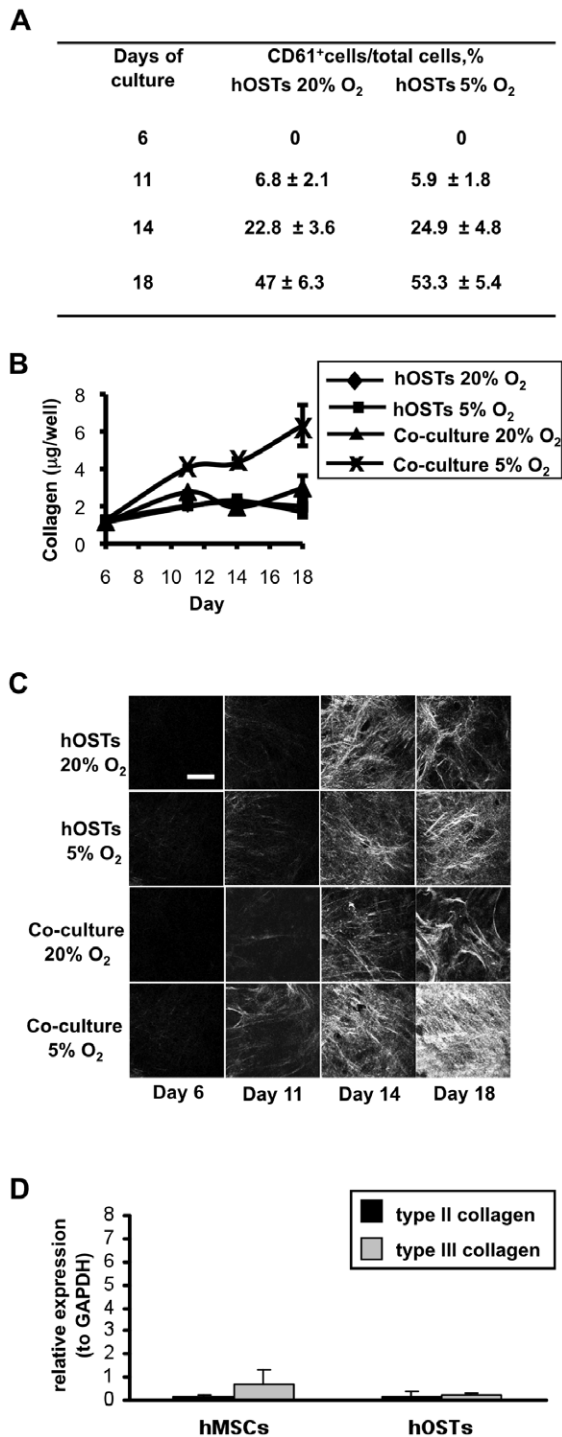 A
Days of culture
CD61⁺cells/total cells,%
hOSTs 20% O₂ hOSTs 5% O₂
6 0 0
11 6.8 ± 2.1 5.9 ± 1.8
14 22.8 ± 3.6 24.9 ± 4.8
18 47 ± 6.3 53.3 ± 5.4
B
Collagen (µg/well)
8
6
4
2
0
6 8 10 12 14 16 18
Day
hOSTs 20% O₂
hOSTs 5% O₂
Co-culture 20% O₂
Co-culture 5% O₂
C
hOSTs
20% O₂
hOSTs
5% O₂
Co-culture
20% O₂
Co-culture
5% O₂
Day 6 Day 11 Day 14 Day 18
D
relative expression
(to GAPDH)
8
7
6
5
4
3
2
1
0
type II collagen
type III collagen
hMSCs hOSTs